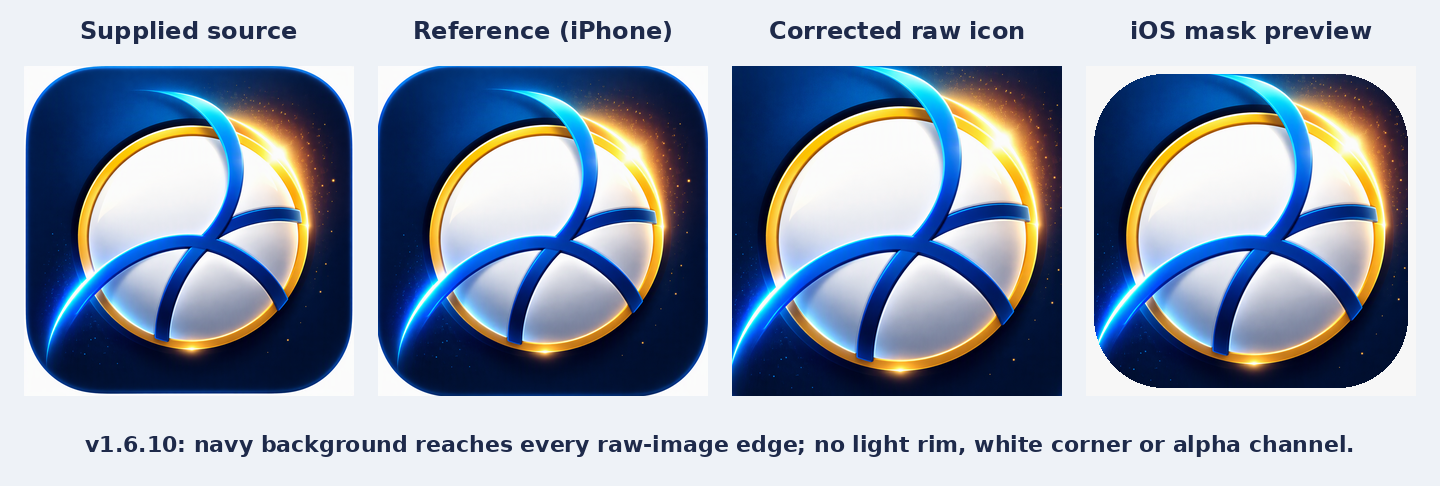 Supplied source
Reference (iPhone)
Corrected raw icon
iOS mask preview
v1.6.10: navy background reaches every raw-image edge; no light rim, white corner or alpha channel.